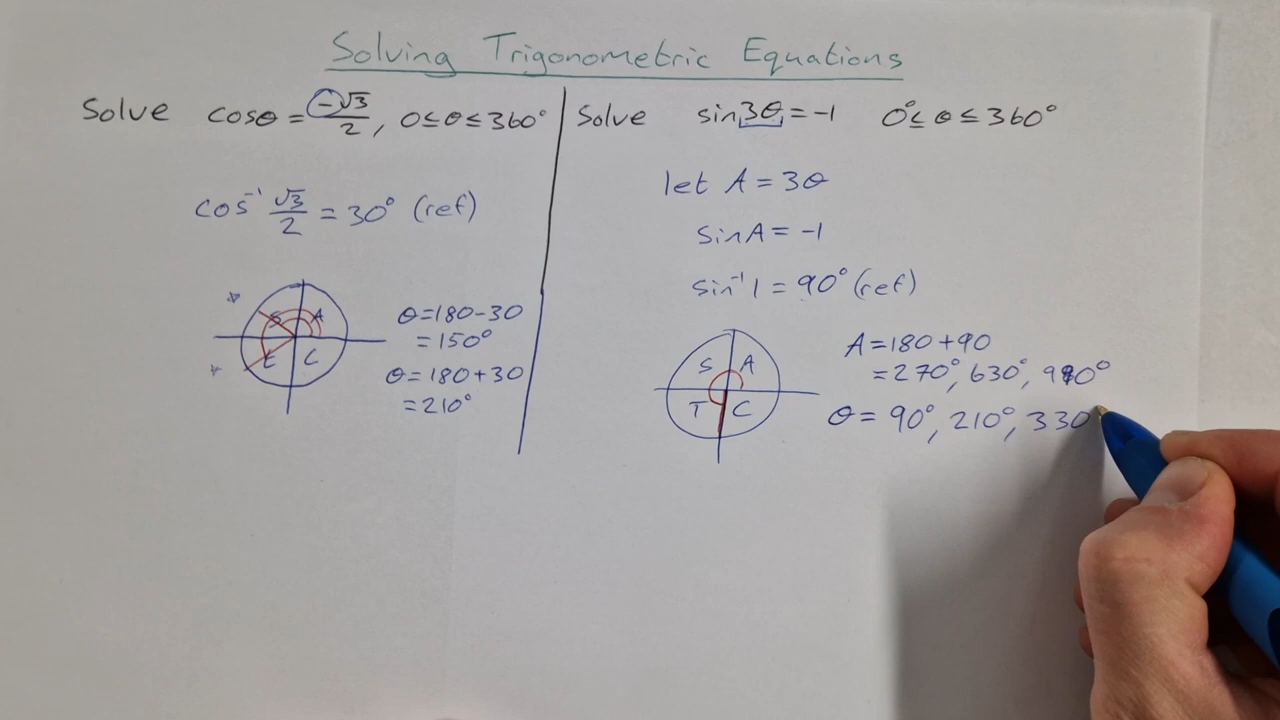 Solving Trigonometric Equations
Solve cosθ = -√3/2, 0≤θ≤360°
cos⁻¹ √3/2 = 30° (ref)
S A
T C
θ=180-30
=150°
θ=180+30
=210°
Solve sin3θ=-1 0°≤θ≤360°
let A=3θ
sinA=-1
sin⁻¹1=90° (ref)
S A
T C
A=180+90
=270°, 630°, 990°
θ= 90°, 210°, 330